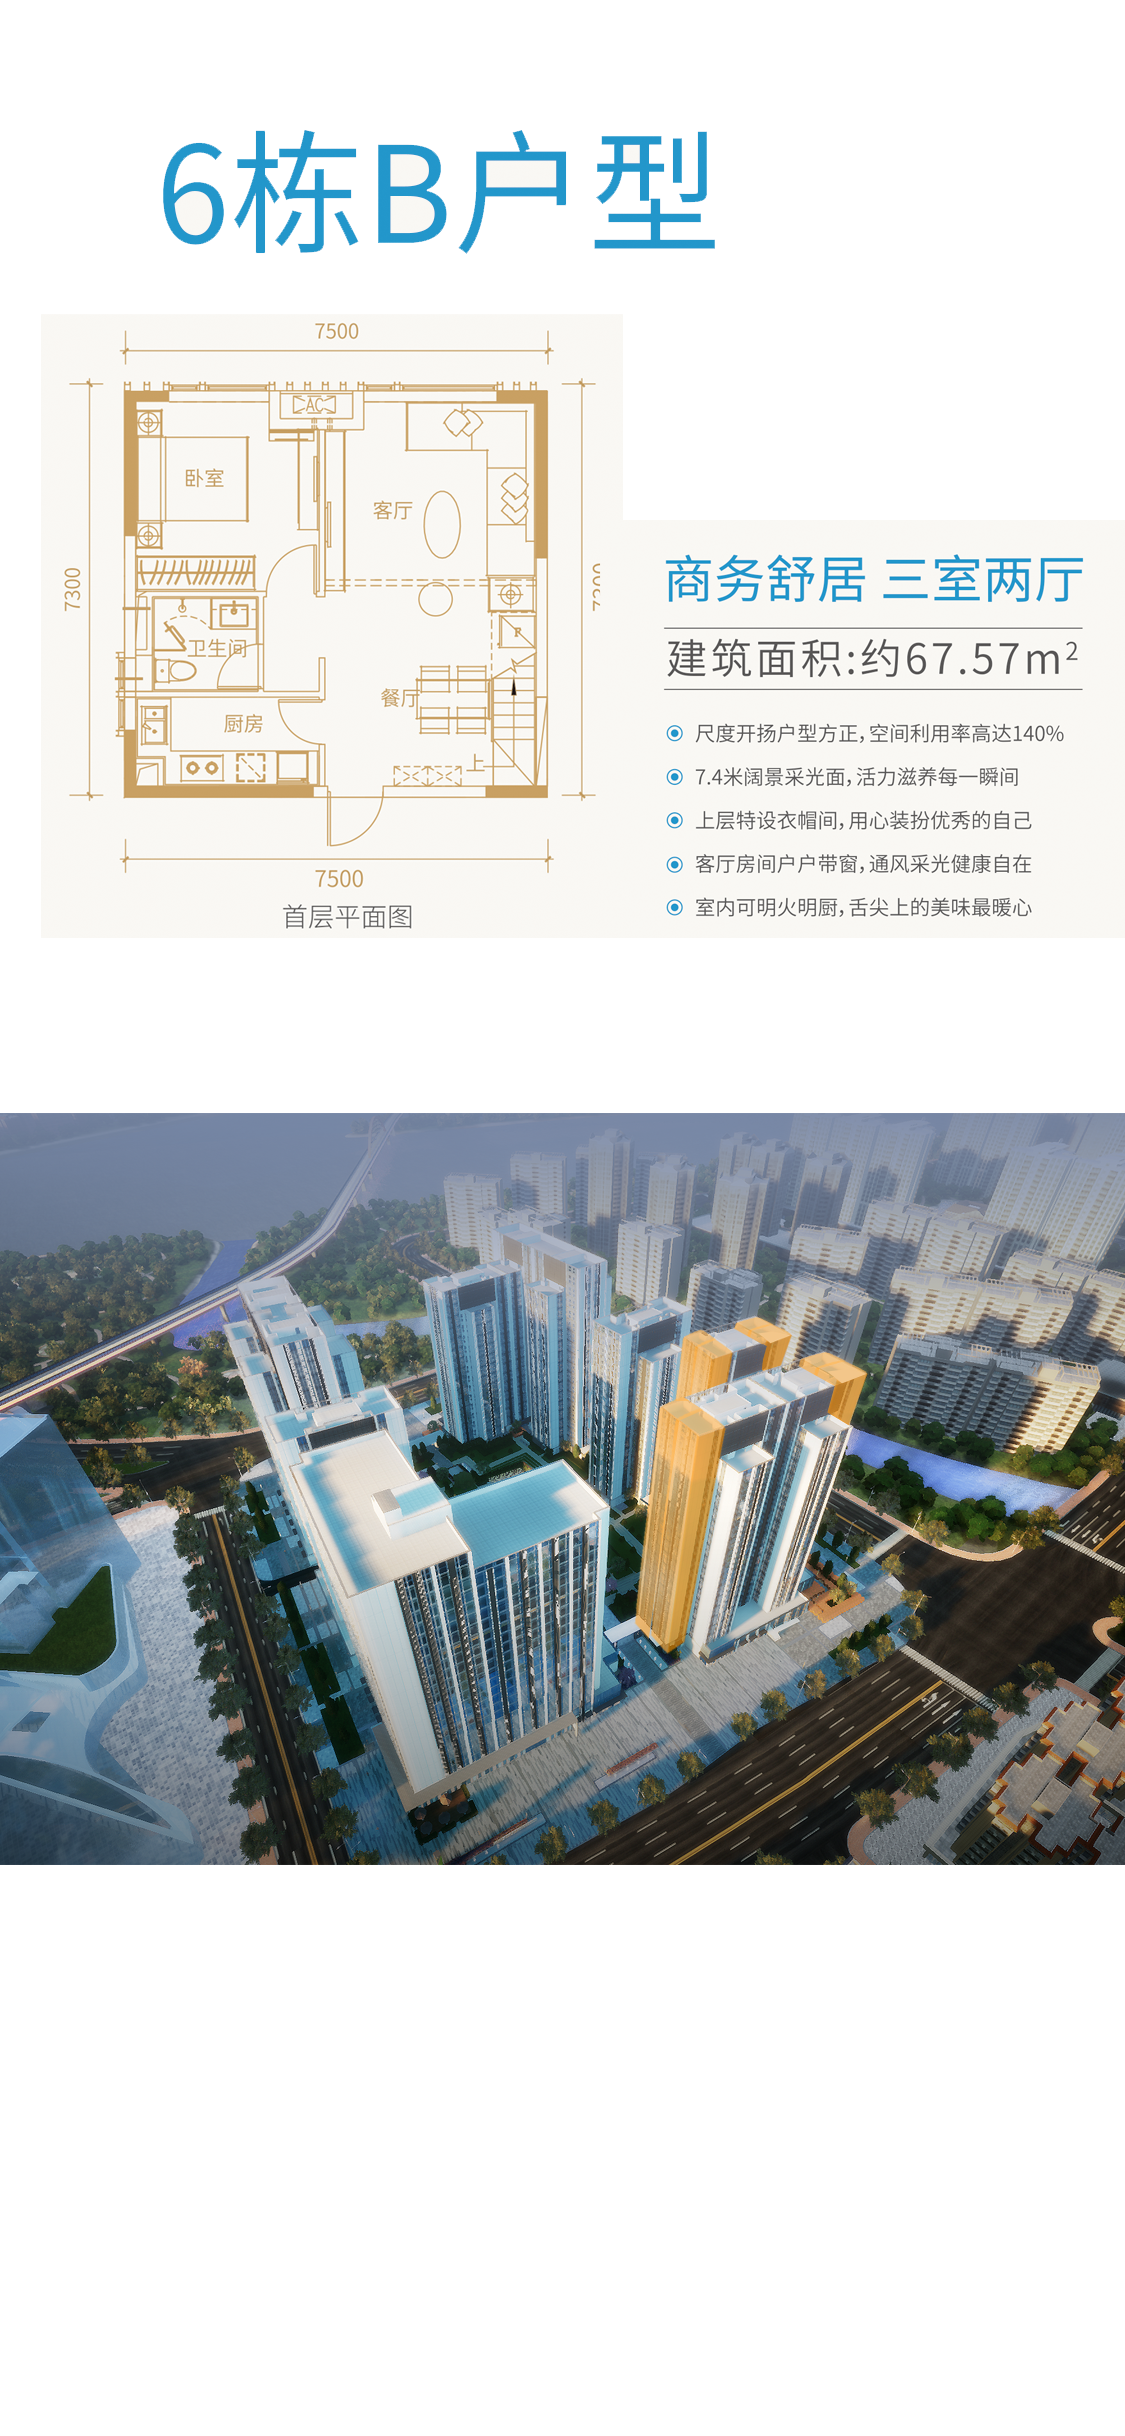 6栋B户型
7500
AC
卧室
客厅
7300
卫生间
餐厅
厨房
上
7500
首层平面图
商务舒居 三室两厅
建筑面积:约67.57m²
尺度开扬户型方正,空间利用率高达140%
7.4米阔景采光面,活力滋养每一瞬间
上层特设衣帽间,用心装扮优秀的自己
客厅房间户户带窗,通风采光健康自在
室内可明火明厨,舌尖上的美味最暖心